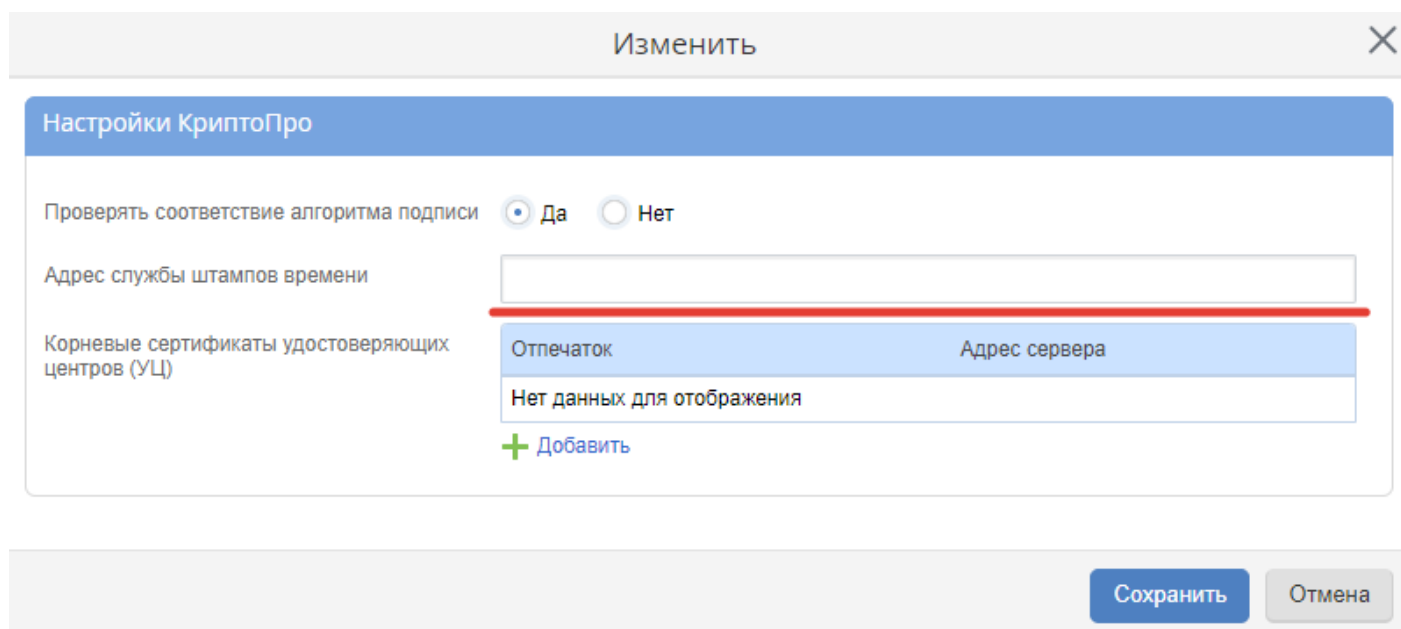 Изменить
Настройки КриптоПро
Проверять соответствие алгоритма подписи Да Нет
Адрес службы штампов времени
Корневые сертификаты удостоверяющих
центров (УЦ)
Отпечаток Адрес сервера
Нет данных для отображения
Добавить
Сохранить Отмена